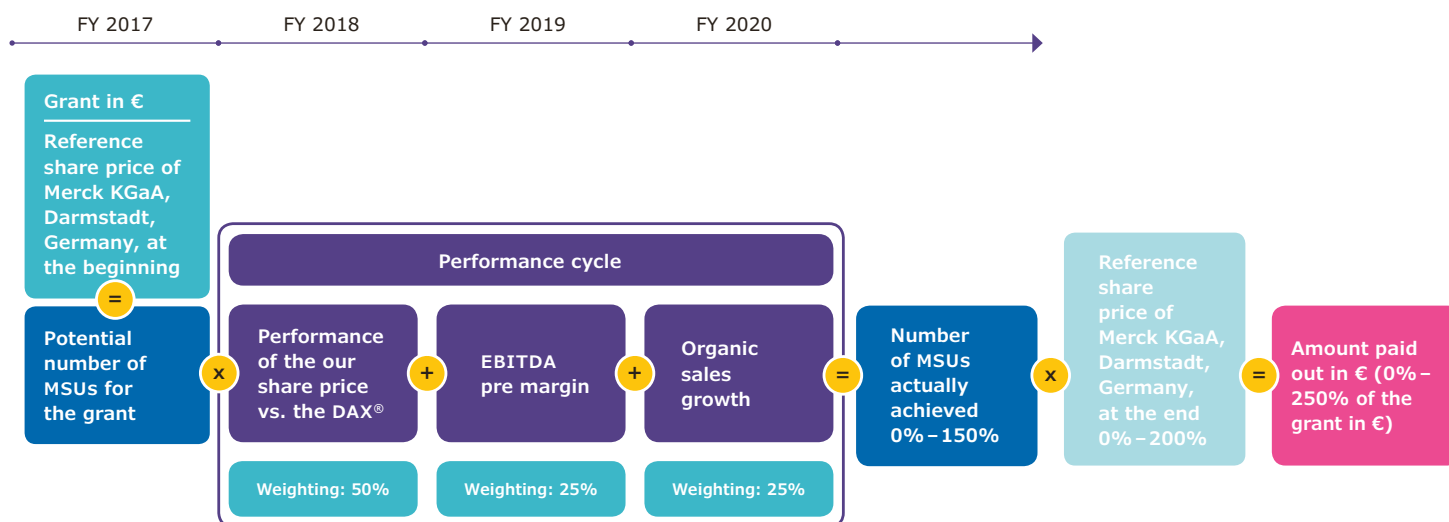 FY 2017
FY 2018
FY 2019
FY 2020
Grant in €
Reference
share price of
Merck KGaA,
Darmstadt,
Germany, at
the beginning
=
Potential
number of
MSUs for
the grant
x
Performance cycle
Performance
of the our
share price
vs. the DAX®
+
EBITDA
pre margin
+
Organic
sales
growth
Weighting: 50%
Weighting: 25%
Weighting: 25%
=
Number
of MSUs
actually
achieved
0%–150%
x
Reference
share
price of
Merck KGaA,
Darmstadt,
Germany,
at the end
0%–200%
=
Amount paid
out in € (0%–
250% of the
grant in €)